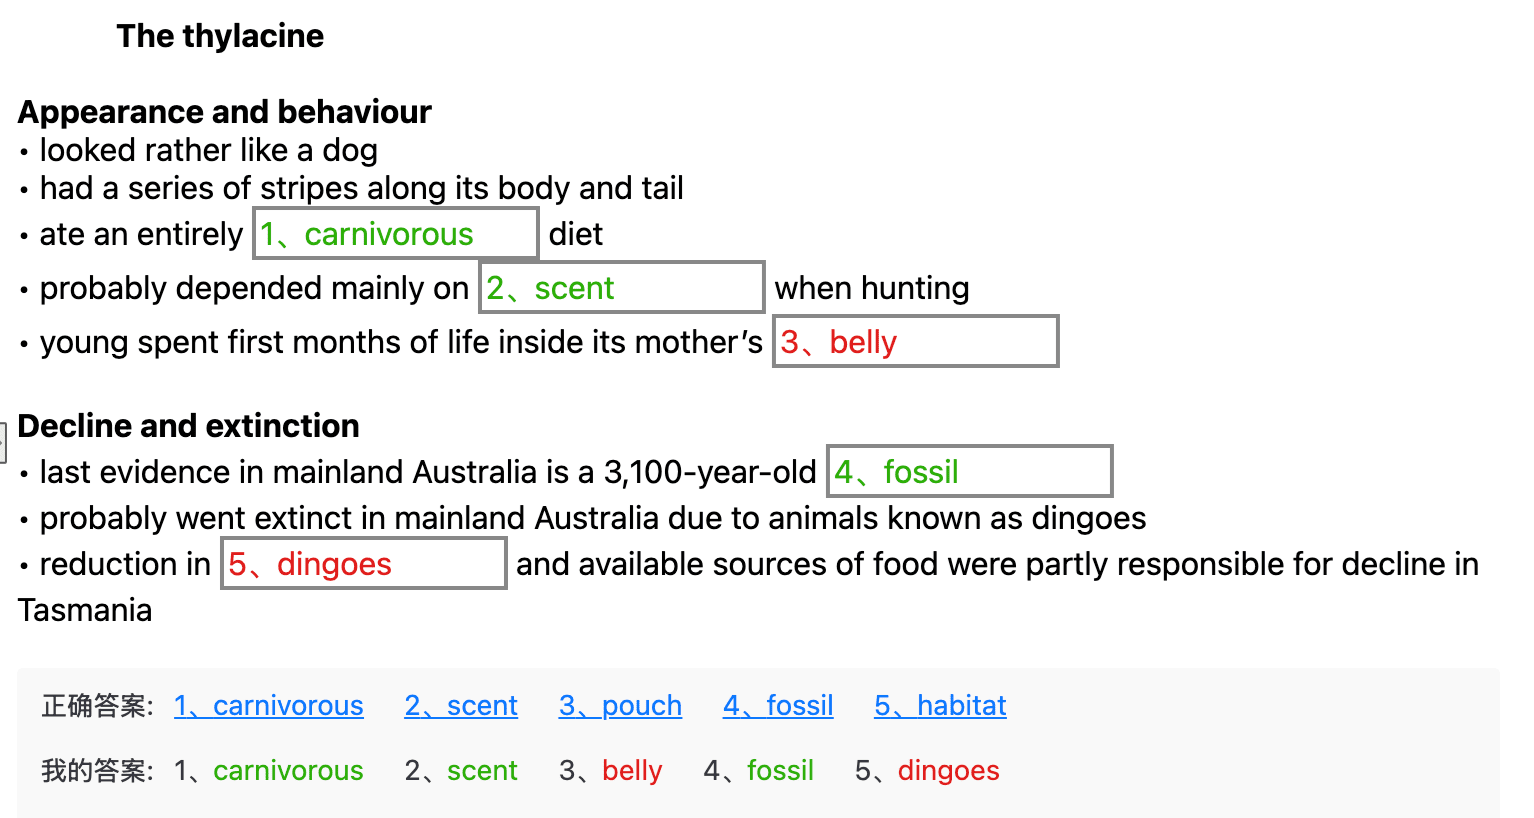 The thylacine
Appearance and behaviour
• looked rather like a dog
• had a series of stripes along its body and tail
• ate an entirely 1、carnivorous diet
• probably depended mainly on 2、scent when hunting
• young spent first months of life inside its mother’s 3、belly
Decline and extinction
• last evidence in mainland Australia is a 3,100-year-old 4、fossil
• probably went extinct in mainland Australia due to animals known as dingoes
• reduction in 5、dingoes and available sources of food were partly responsible for decline in
Tasmania
正确答案: 1、carnivorous 2、scent 3、pouch 4、fossil 5、habitat
我的答案: 1、carnivorous 2、scent 3、belly 4、fossil 5、dingoes